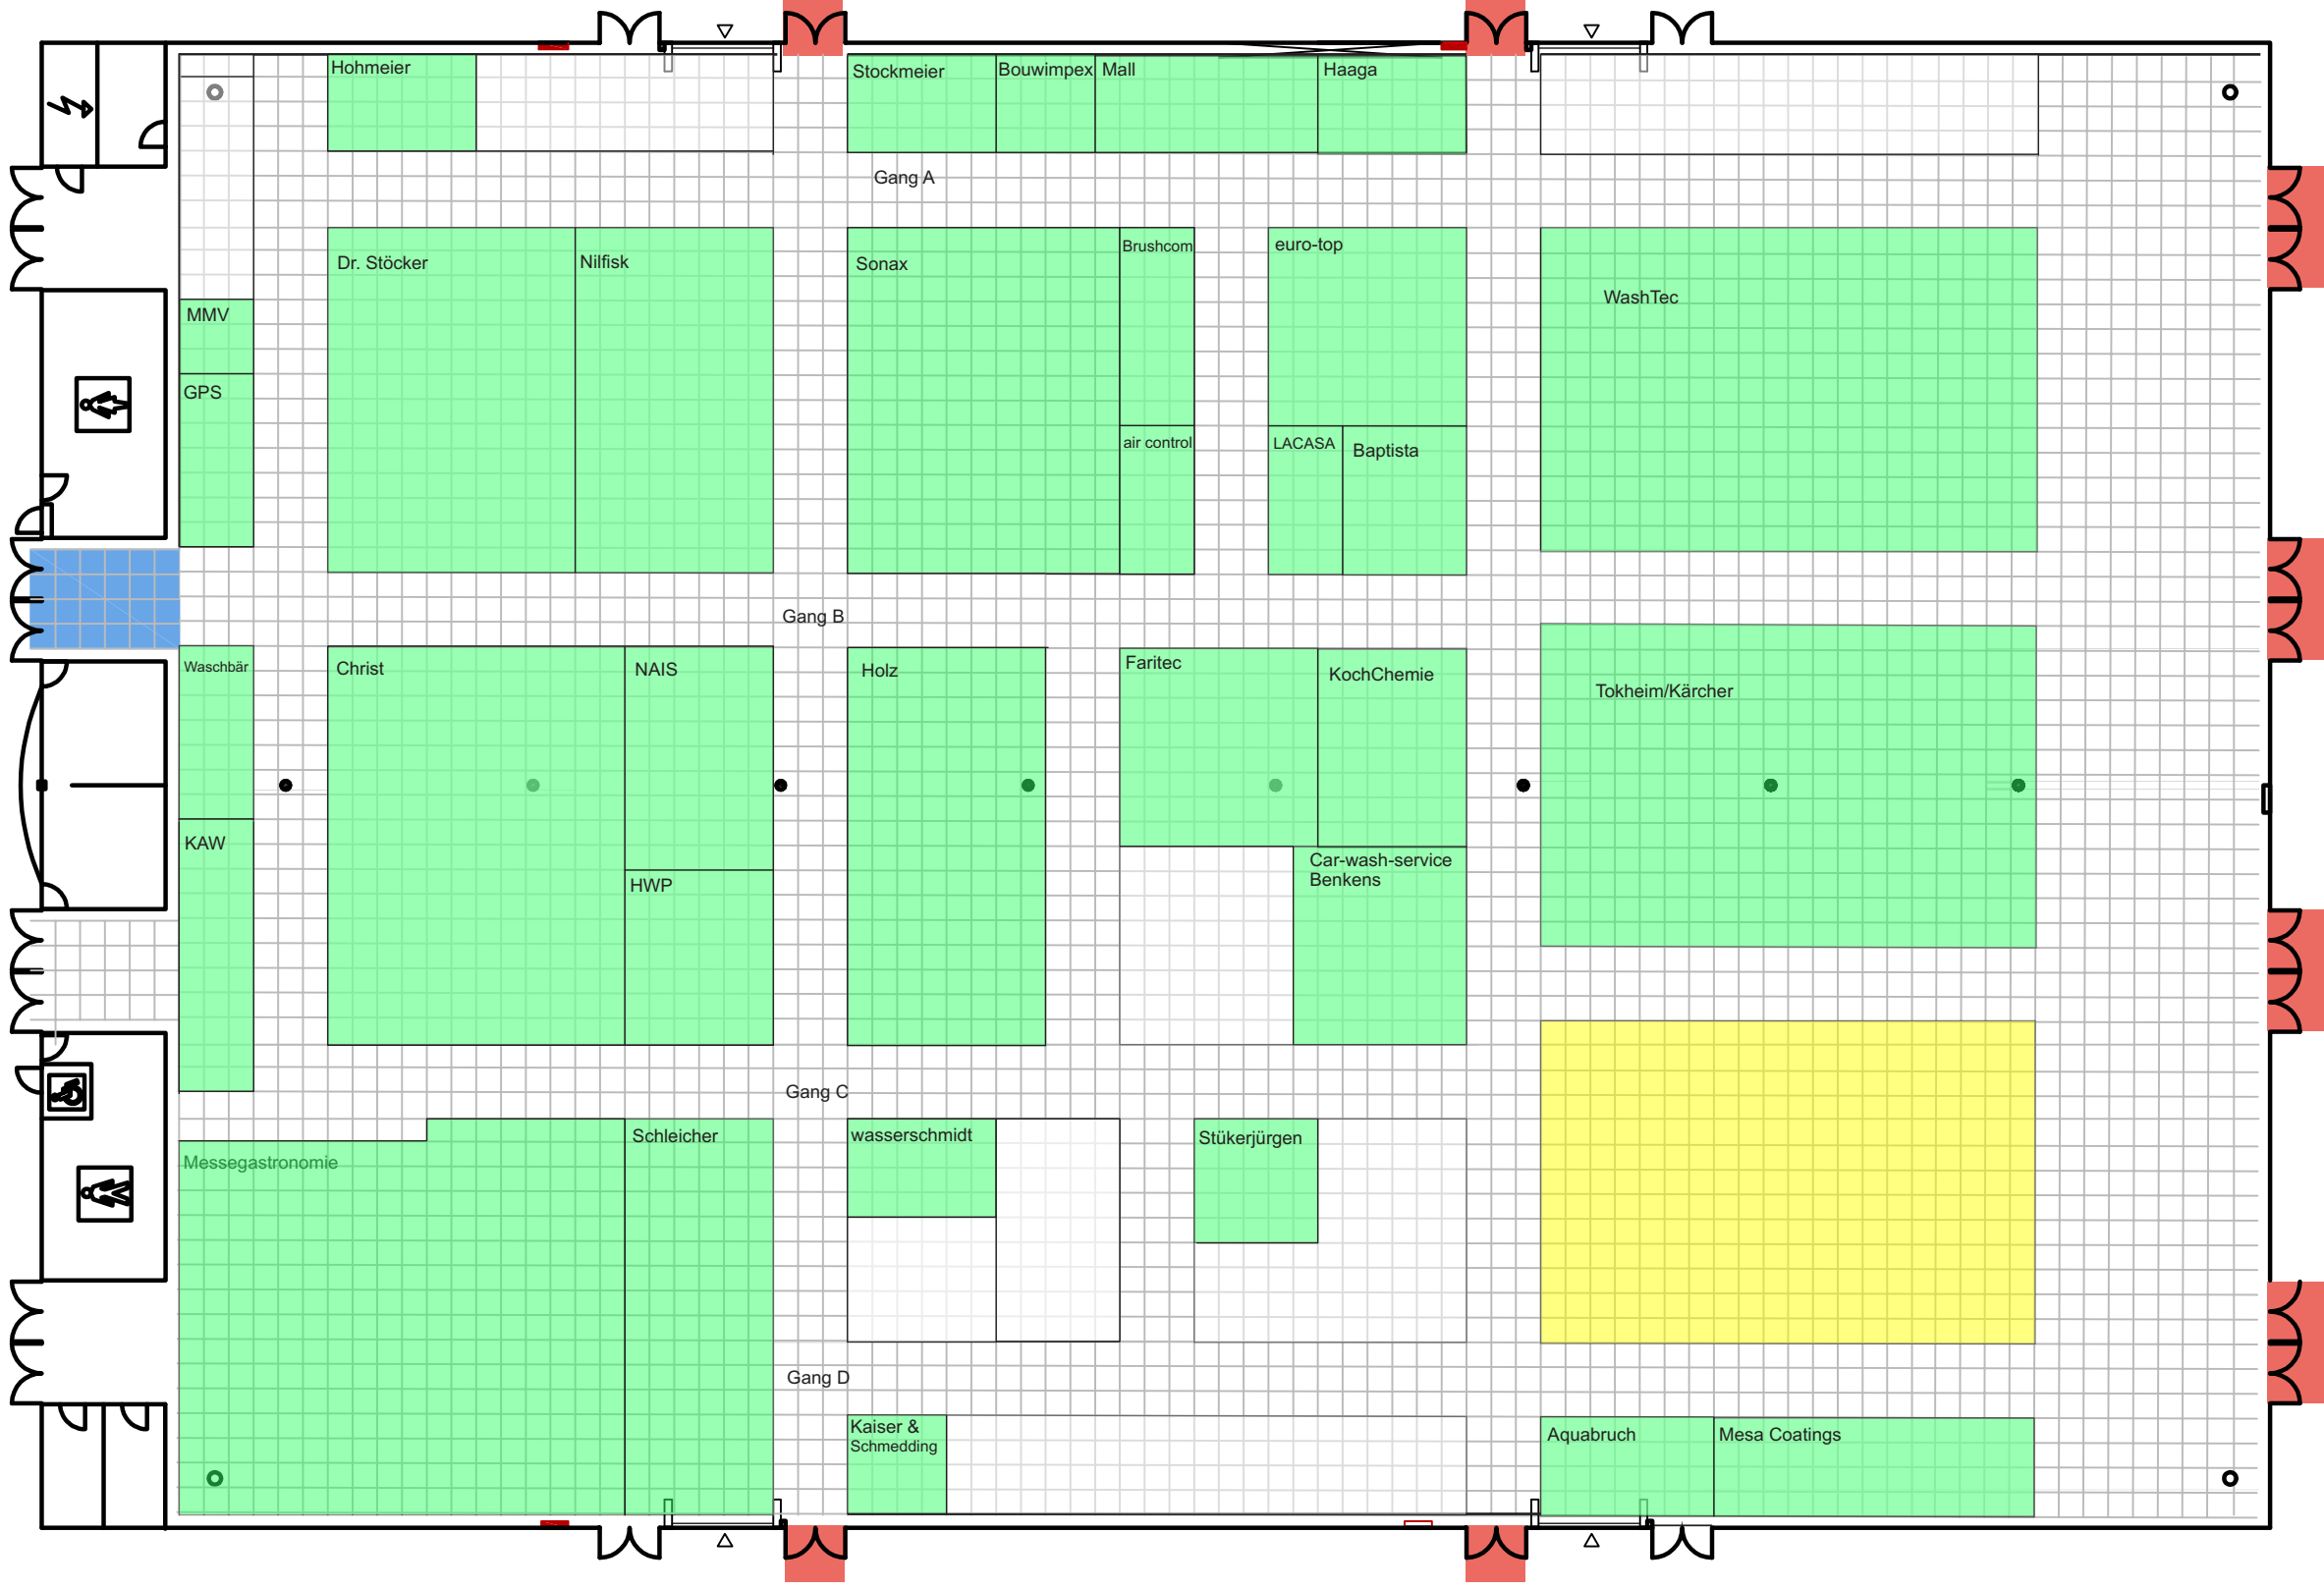 Hohmeier
Stockmeier
Bouwimpex
Mall
Haaga
Gang A
Dr. Stöcker
Nilfisk
Sonax
Brushcom
euro-top
WashTec
MMV
GPS
air control
LACASA
Baptista
Gang B
Waschbär
Christ
NAIS
Holz
Faritec
KochChemie
Tokheim/Kärcher
KAW
HWP
Car-wash-service
Benkens
Gang C
Messegastronomie
Schleicher
wasserschmidt
Stükerjürgen
Gang D
Kaiser &
Schmedding
Aquabruch
Mesa Coatings